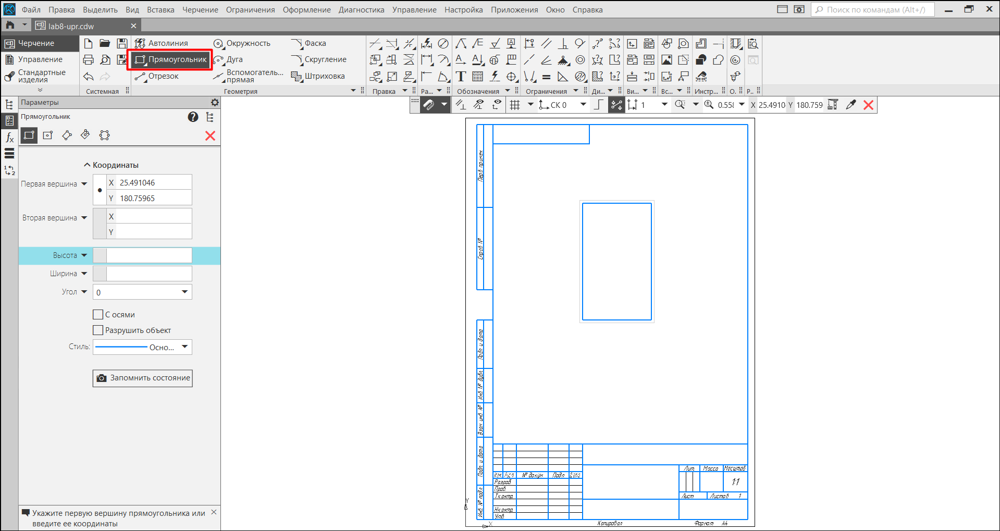 Файл Правка Выделить Вид Вставка Черчение Ограничения Оформление Диагностика Управление Настройка Приложения Окно Справка
Поиск по командам (Alt+/)
lab8-upr.cdw
Черчение
Управление
Стандартные
изделия
Системная
Автолиния
Прямоугольник
Отрезок
Окружность
Дуга
Вспомогатель...
прямая
Фаска
Скругление
Штриховка
Геометрия
Правка
Ра...
Обозначения
Ограничения
Ди...
Ви...
Вс...
Инстр...
О.
Р..
Параметры
Прямоугольник
СК 0
1
0.558
X 25.4910
Y 180.759
Координаты
Первая вершина
X 25.491046
Y 180.75965
Вторая вершина
X
Y
Высота
Ширина
Угол 0
С осями
Разрушить объект
Стиль: Осно...
Запомнить состояние
Укажите первую вершину прямоугольника или
введите ее координаты
Перв. примен.
Справ. №
Подп. и дата
Инв. № дубл.
Взам. инв. №
Подп. и дата
Инв. № подл.
Изм. Лист № докум. Подп. Дата
Разраб.
Пров.
Т.контр.
Н.контр.
Утв.
Лит. Масса Масштаб
1:1
Лист Листов 1
Копировал Формат A4
Y
X